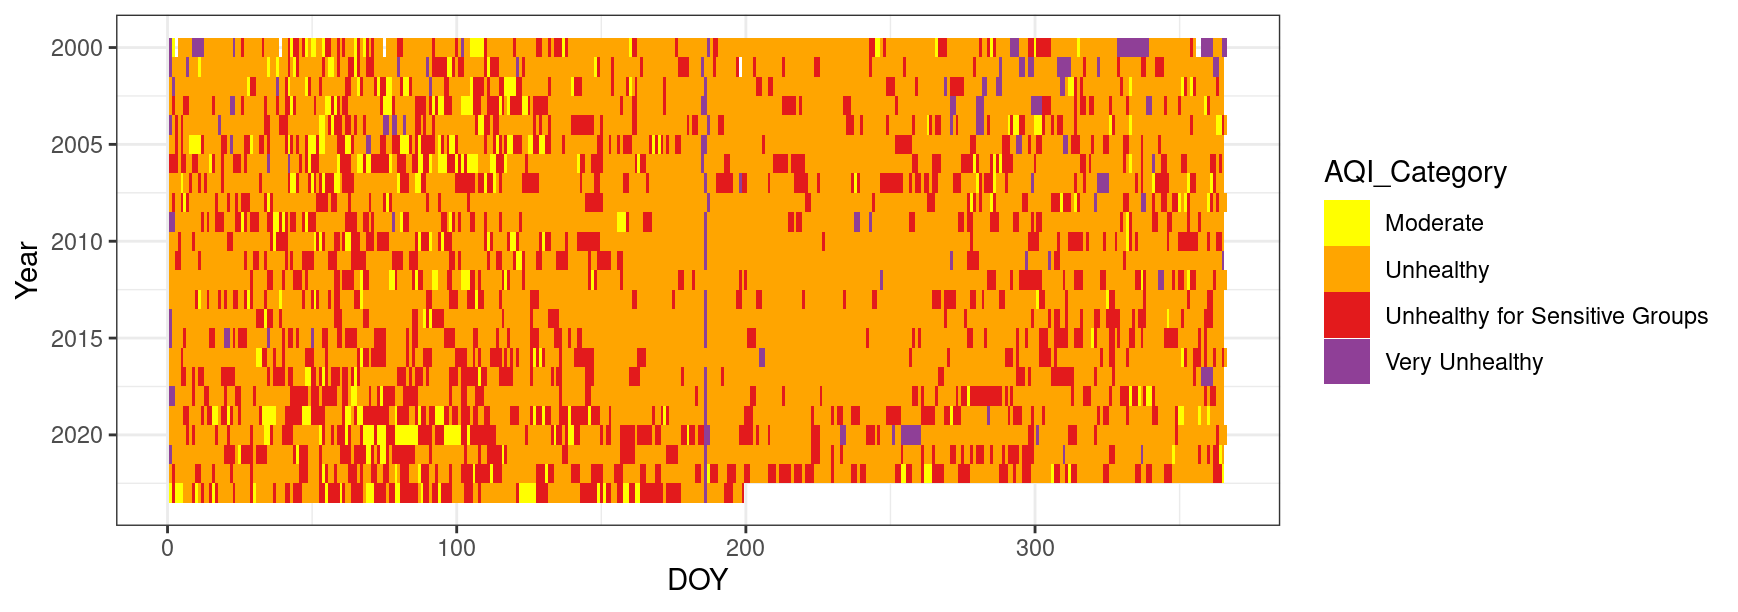 2000
2005
2010
2015
2020
Year
0
100
200
300
DOY
AQI_Category
Moderate
Unhealthy
Unhealthy for Sensitive Groups
Very Unhealthy